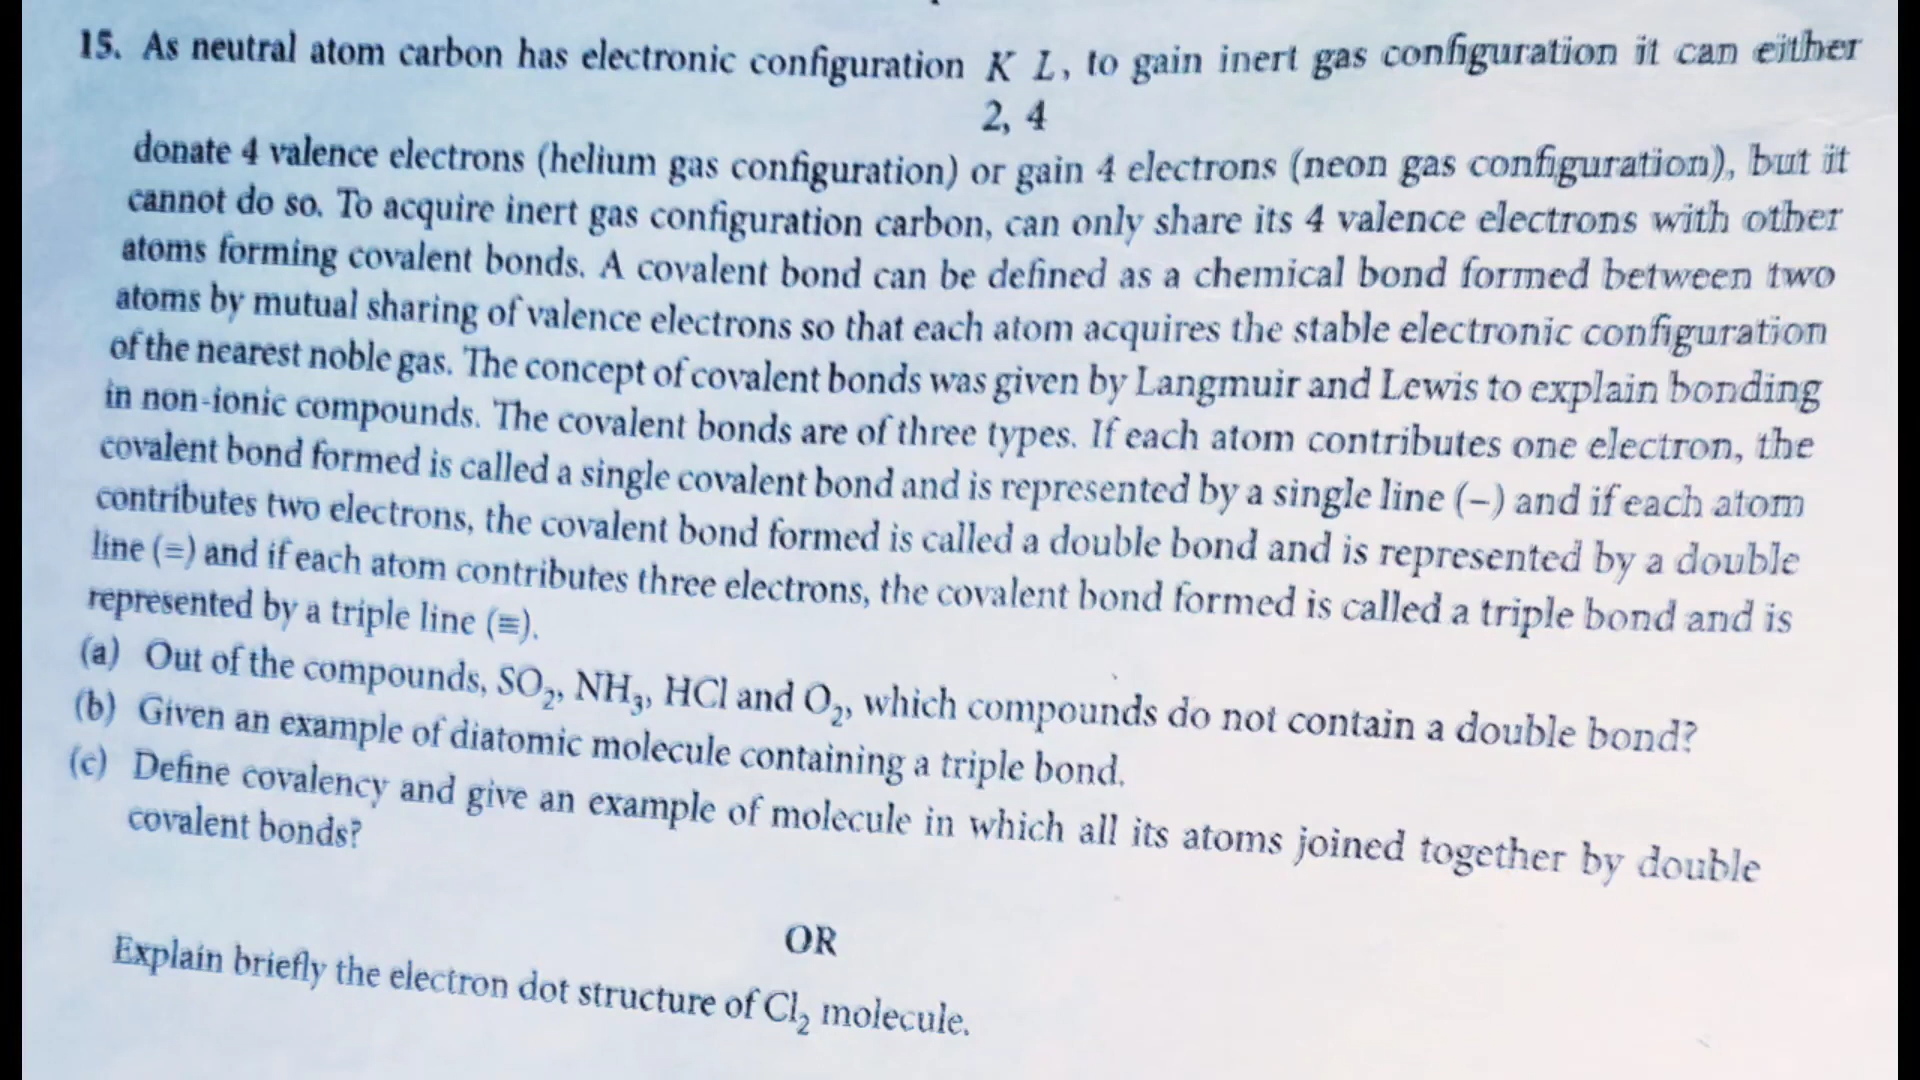 15. As neutral atom carbon has electronic configuration K L, to gain inert gas configuration it can either
2, 4
donate 4 valence electrons (helium gas configuration) or gain 4 electrons (neon gas configuration), but it
cannot do so. To acquire inert gas configuration carbon, can only share its 4 valence electrons with other
atoms forming covalent bonds. A covalent bond can be defined as a chemical bond formed between two
atoms by mutual sharing of valence electrons so that each atom acquires the stable electronic configuration
of the nearest noble gas. The concept of covalent bonds was given by Langmuir and Lewis to explain bonding
in non-ionic compounds. The covalent bonds are of three types. If each atom contributes one electron, the
covalent bond formed is called a single covalent bond and is represented by a single line (–) and if each atom
contributes two electrons, the covalent bond formed is called a double bond and is represented by a double
line (=) and if each atom contributes three electrons, the covalent bond formed is called a triple bond and is
represented by a triple line (≡).
(a) Out of the compounds, SO₂, NH₃, HCl and O₂, which compounds do not contain a double bond?
(b) Given an example of diatomic molecule containing a triple bond.
(c) Define covalency and give an example of molecule in which all its atoms joined together by double
covalent bonds?
OR
Explain briefly the electron dot structure of Cl₂ molecule.